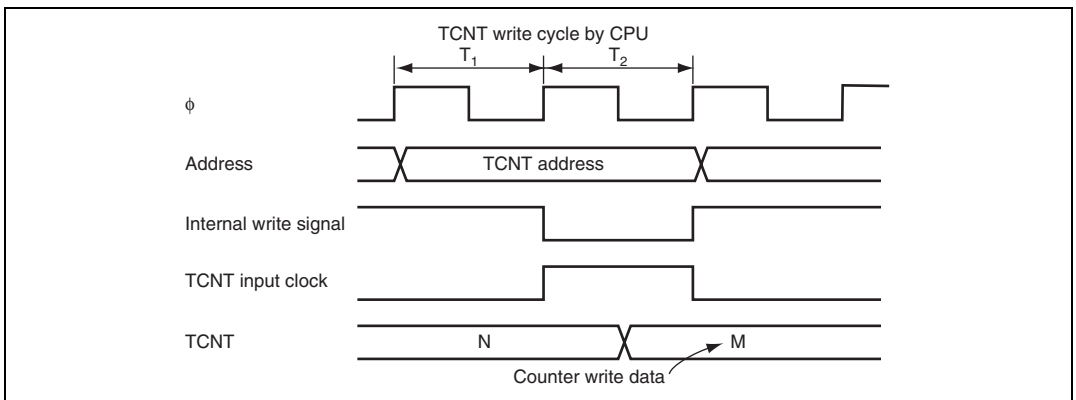 TCNT write cycle by CPU
T1 T2
ϕ
Address TCNT address
Internal write signal
TCNT input clock
TCNT N M
Counter write data